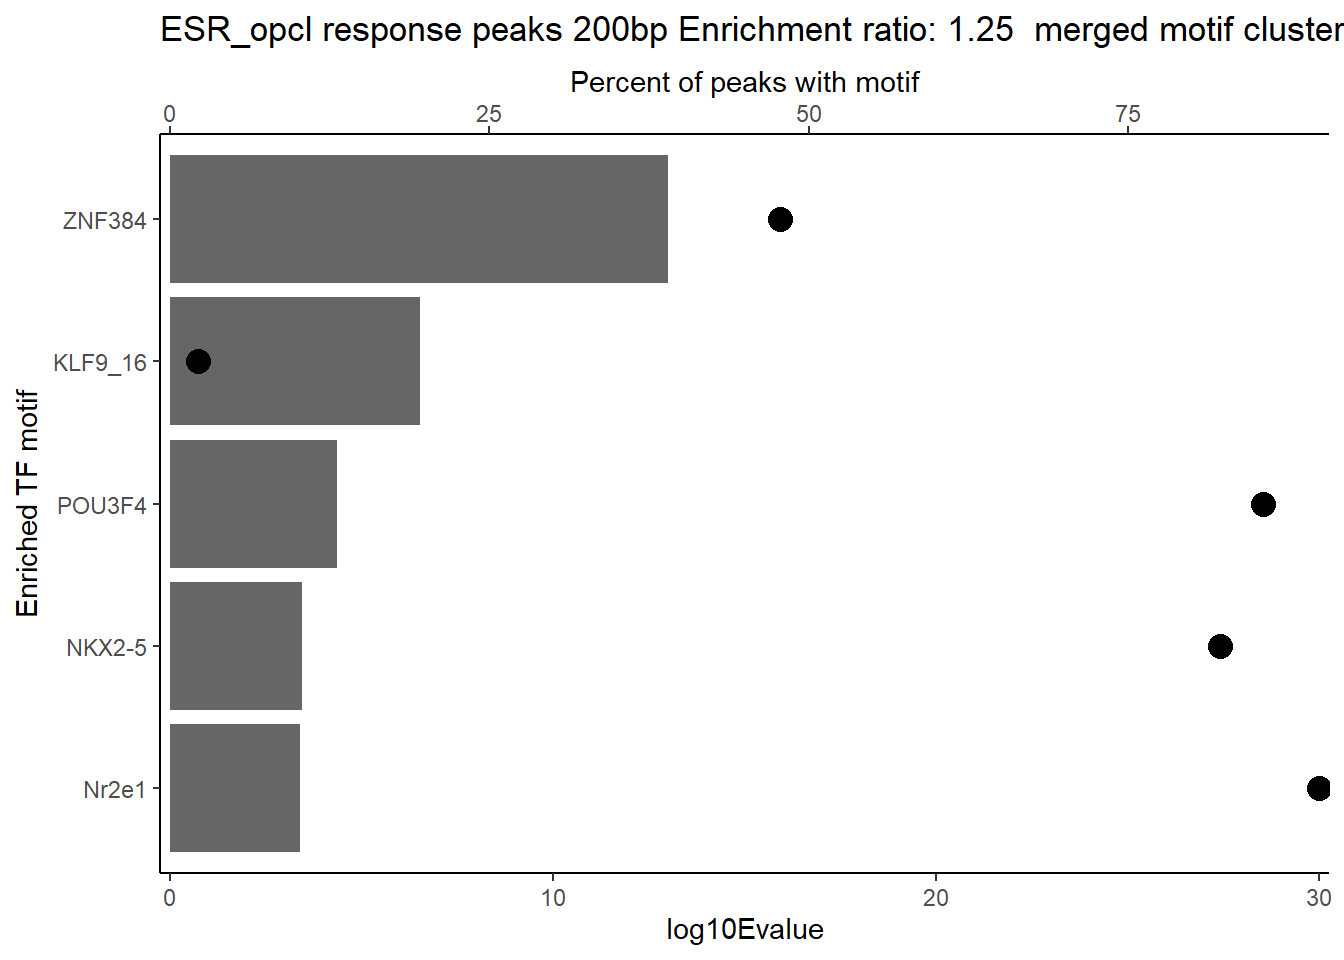 ESR_opcl response peaks 200bp Enrichment ratio: 1.25  merged motif cluster
Percent of peaks with motif
0 25 50 75
ZNF384
KLF9_16
POU3F4
NKX2-5
Nr2e1
Enriched TF motif
0 10 20 30
log10Evalue